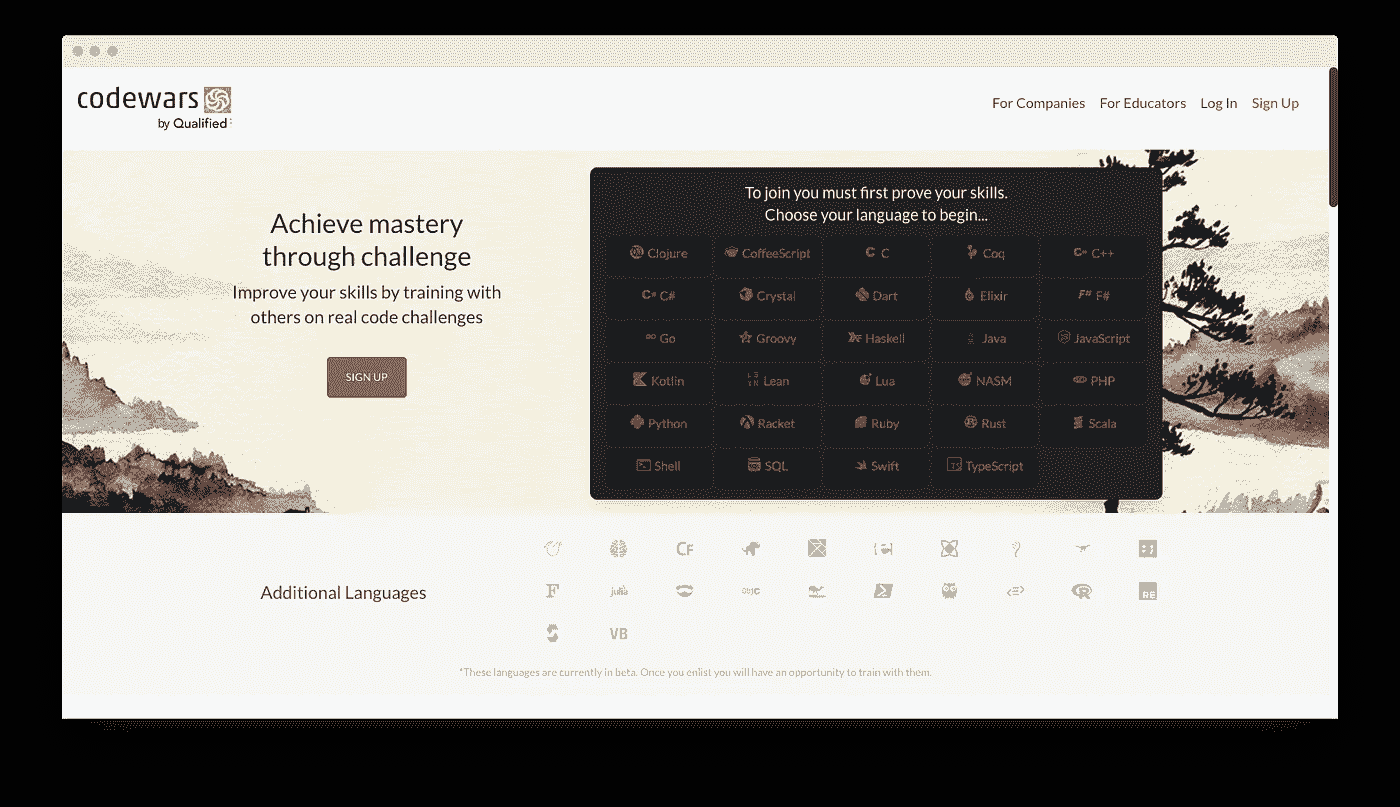 codewars
by Qualified
For Companies For Educators Log In Sign Up
Achieve mastery
through challenge
Improve your skills by training with
others on real code challenges
SIGN UP
To join you must first prove your skills.
Choose your language to begin...
Clojure CoffeeScript C Coq C++
C# Crystal Dart Elixir F#
Go Groovy Haskell Java JavaScript
Kotlin Lean Lua NASM PHP
Python Racket Ruby Rust Scala
Shell SQL Swift TypeScript
Additional Languages
CF
F julia ObjC R RE
VB
*These languages are currently in beta. Once you enlist you will have an opportunity to train with them.